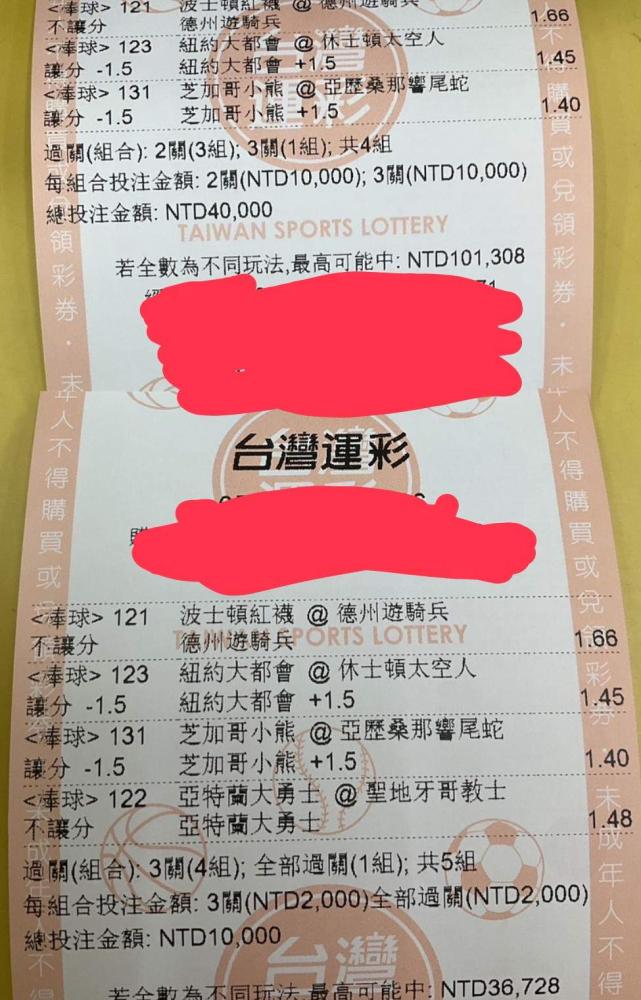 <棒球> 121 波士頓紅襪 @ 德州遊騎兵
不讓分 德州遊騎兵 1.66
<棒球> 123 紐約大都會 @ 休士頓太空人
讓分 -1.5 紐約大都會 +1.5 1.45
<棒球> 131 芝加哥小熊 @ 亞歷桑那響尾蛇
讓分 -1.5 芝加哥小熊 +1.5 1.40
過關(組合): 2關(3組); 3關(1組); 共4組
每組合投注金額: 2關(NTD10,000); 3關(NTD10,000)
總投注金額: NTD40,000
TAIWAN SPORTS LOTTERY
若全數為不同玩法,最高可能中: NTD101,308
台灣運彩
<棒球> 121 波士頓紅襪 @ 德州遊騎兵
不讓分 德州遊騎兵 1.66
SPORTS LOTTERY
<棒球> 123 紐約大都會 @ 休士頓太空人
讓分 -1.5 紐約大都會 +1.5 1.45
<棒球> 131 芝加哥小熊 @ 亞歷桑那響尾蛇
讓分 -1.5 芝加哥小熊 +1.5 1.40
<棒球> 122 亞特蘭大勇士 @ 聖地牙哥教士
不讓分 亞特蘭大勇士 1.48
過關(組合): 3關(4組); 全部過關(1組); 共5組
每組合投注金額: 3關(NTD2,000)全部過關(NTD2,000)
總投注金額: NTD10,000
若全數為不同玩法,最高可能中: NTD36,728
台灣
不得購買或兌領彩券・未
人不得購買或兌領彩券・未成年人不得